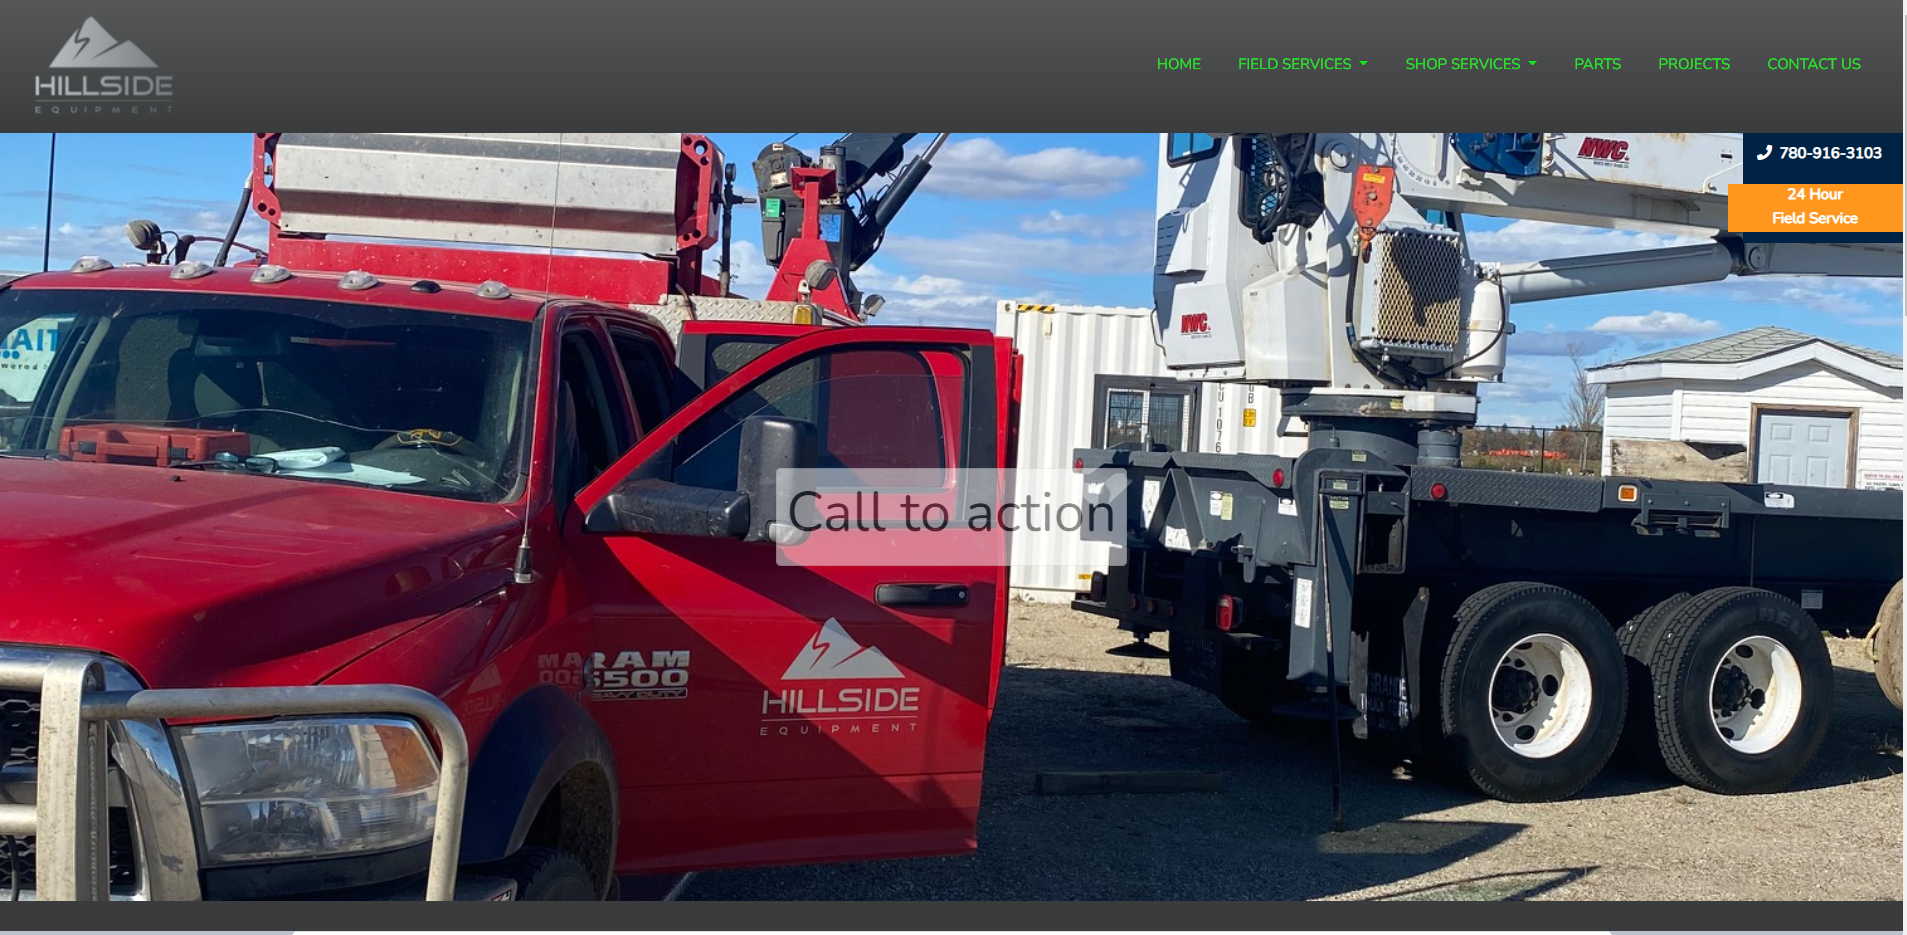 HILLSIDE
EQUIPMENT
HOME
FIELD SERVICES
SHOP SERVICES
PARTS
PROJECTS
CONTACT US
780-916-3103
24 Hour
Field Service
NWC
NWC
Call to action
RAM
5500
HEAVY DUTY
HILLSIDE
EQUIPMENT